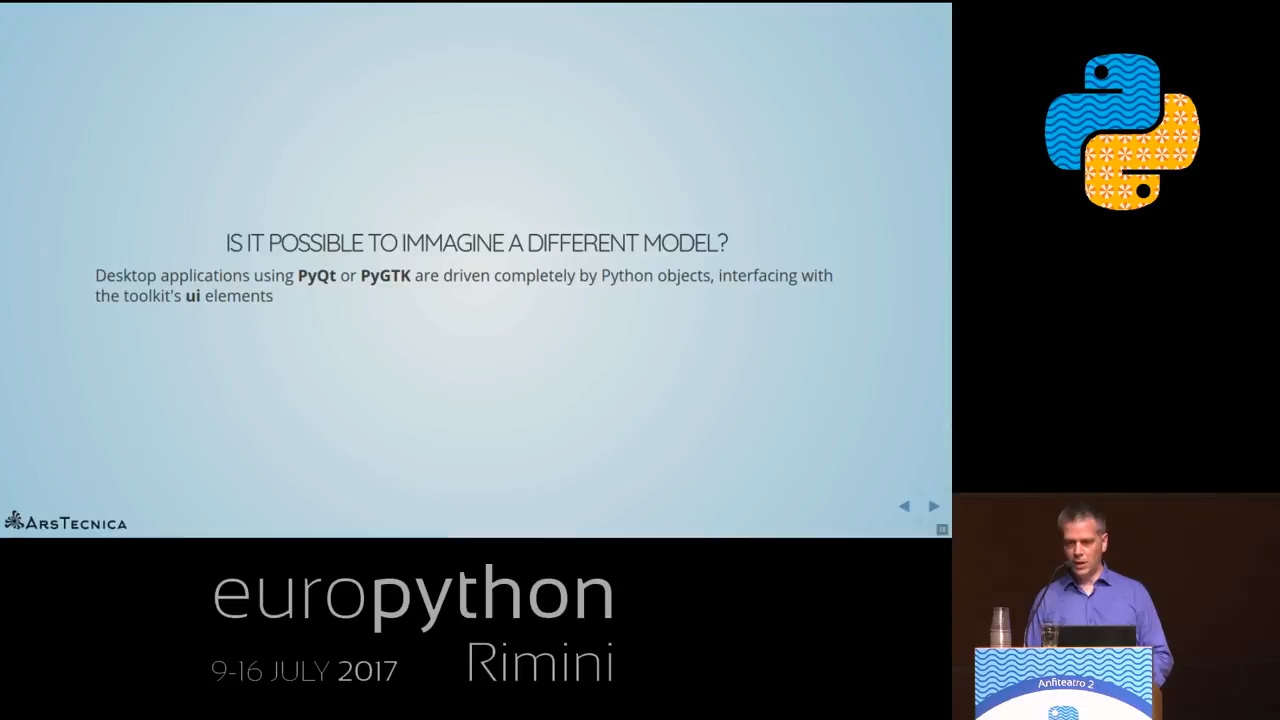 IS IT POSSIBLE TO IMMAGINE A DIFFERENT MODEL?
Desktop applications using PyQt or PyGTK are driven completely by Python objects, interfacing with
the toolkit's ui elements
ARSTECNICA
europython
9-16 JULY 2017
Rimini
Anfiteatro 2